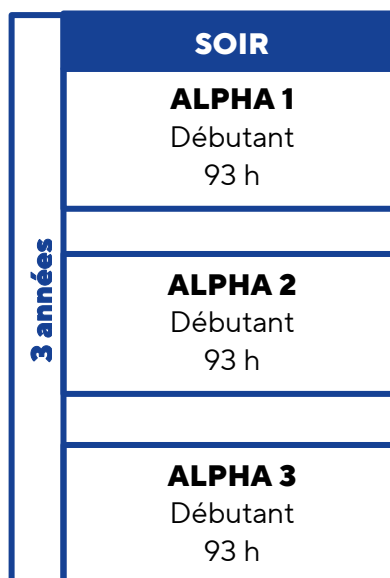 SOIR
3 années
ALPHA 1
Débutant
93 h
ALPHA 2
Débutant
93 h
ALPHA 3
Débutant
93 h